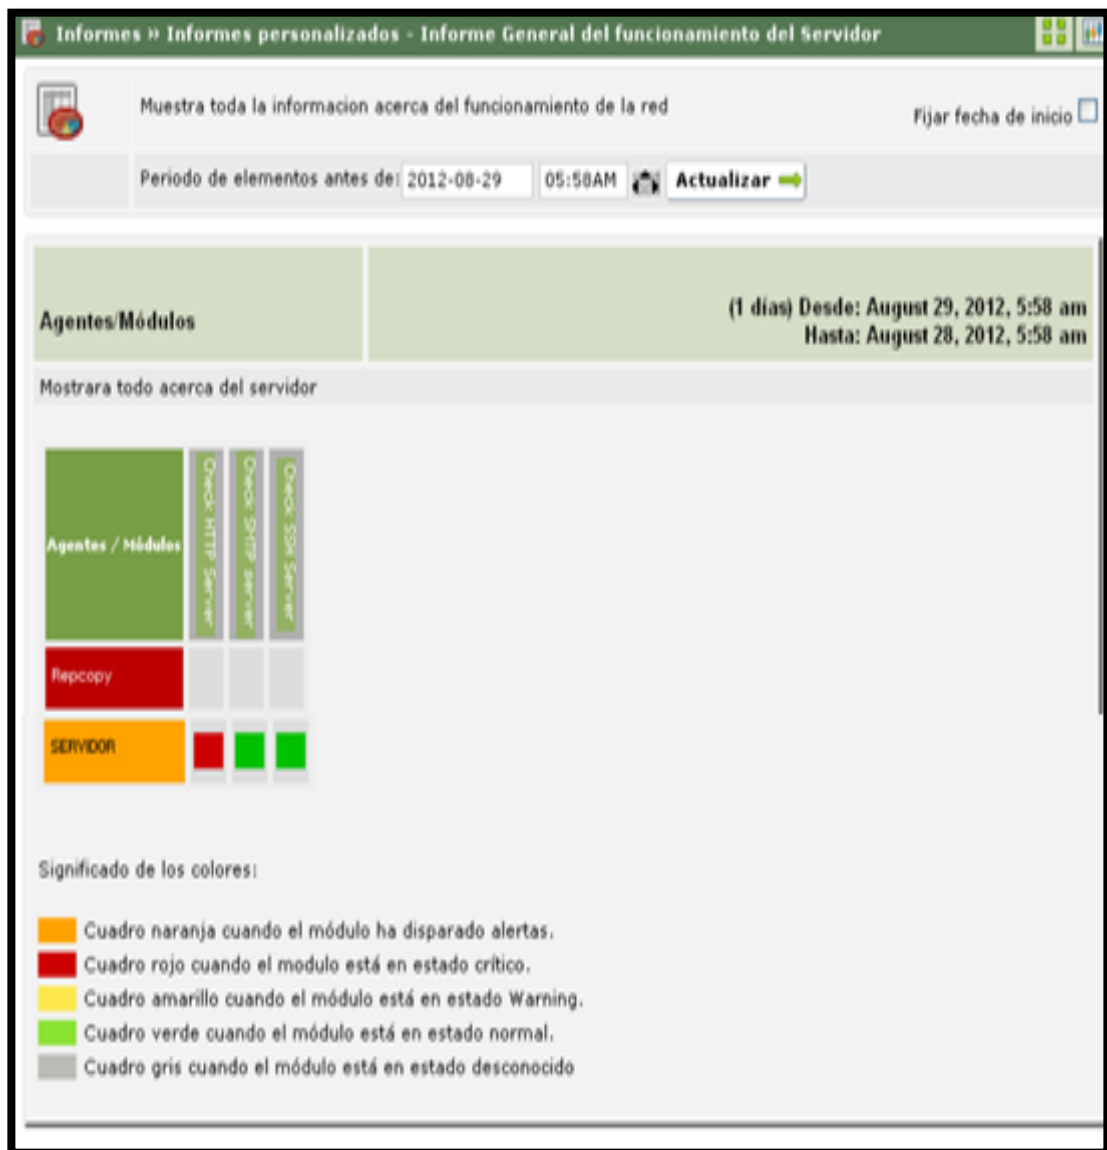 Informes » Informes personalizados - Informe General del funcionamiento del Servidor
Muestra toda la informacion acerca del funcionamiento de la red
Fijar fecha de inicio
Periodo de elementos antes de: 2012-08-29 05:58AM Actualizar
Agentes/Módulos
(1 días) Desde: August 29, 2012, 5:58 am
Hasta: August 28, 2012, 5:58 am
Mostrara todo acerca del servidor
Agentes / Módulos
Check HTTP Server
Check SMTP server
Check SSH Server
Repcopy
SERVIDOR
Significado de los colores:
Cuadro naranja cuando el módulo ha disparado alertas.
Cuadro rojo cuando el modulo está en estado crítico.
Cuadro amarillo cuando el módulo está en estado Warning.
Cuadro verde cuando el módulo está en estado normal.
Cuadro gris cuando el módulo está en estado desconocido